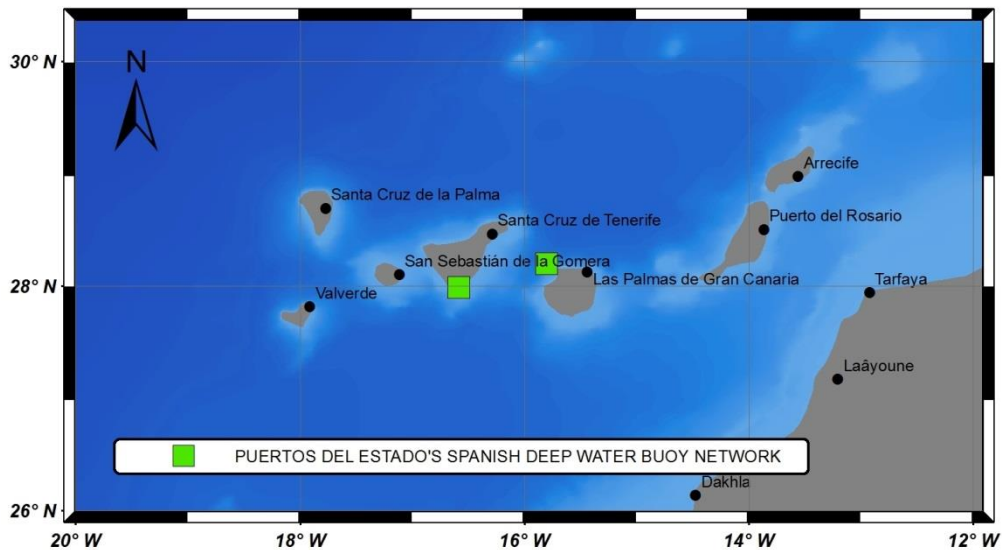 30° N
N
Arrecife
Santa Cruz de la Palma
Puerto del Rosario
Santa Cruz de Tenerife
San Sebastián de la Gomera
28° N
Las Palmas de Gran Canaria
Tarfaya
Valverde
Laâyoune
PUERTOS DEL ESTADO'S SPANISH DEEP WATER BUOY NETWORK
Dakhla
26° N
20° W
18° W
16° W
14° W
12° W